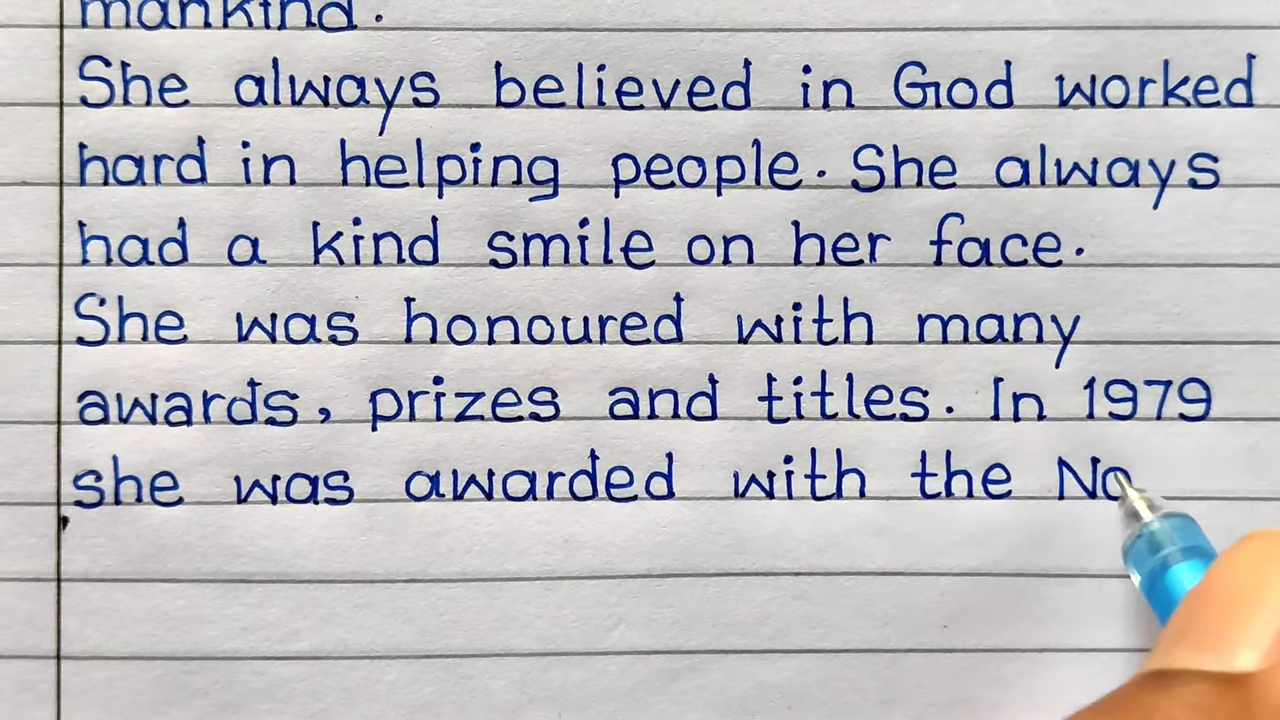 mankind.
She always believed in God worked
hard in helping people. She always
had a kind smile on her face.
She was honoured with many
awards, prizes and titles. In 1979
she was awarded with the No